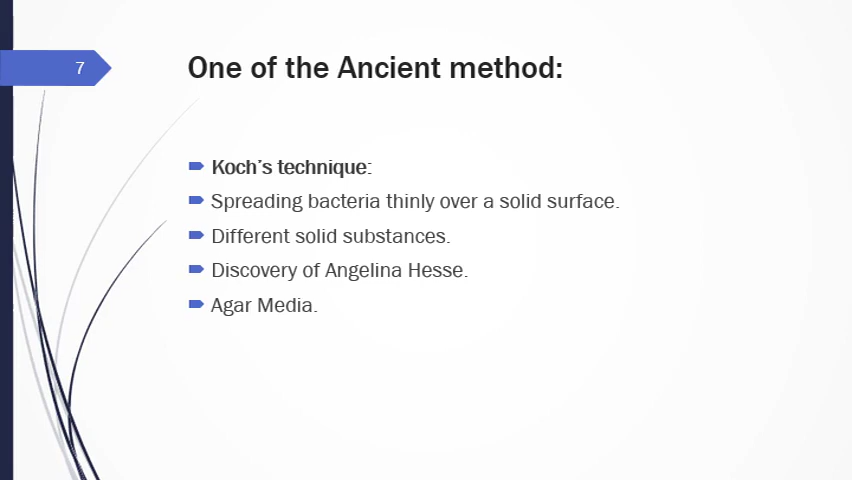 7
One of the Ancient method:
Koch's technique:
Spreading bacteria thinly over a solid surface.
Different solid substances.
Discovery of Angelina Hesse.
Agar Media.